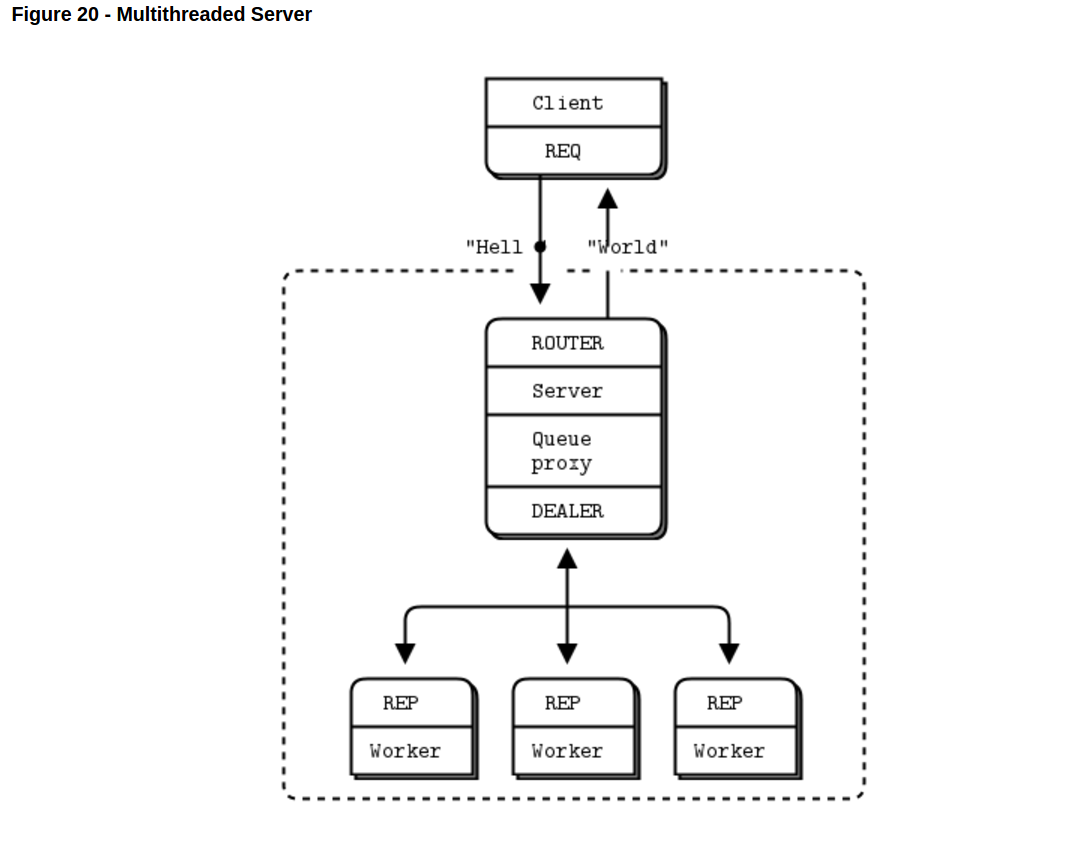 Figure 20 - Multithreaded Server
Client
REQ
"Hell "World"
ROUTER
Server
Queue
proxy
DEALER
REP REP REP
Worker Worker Worker